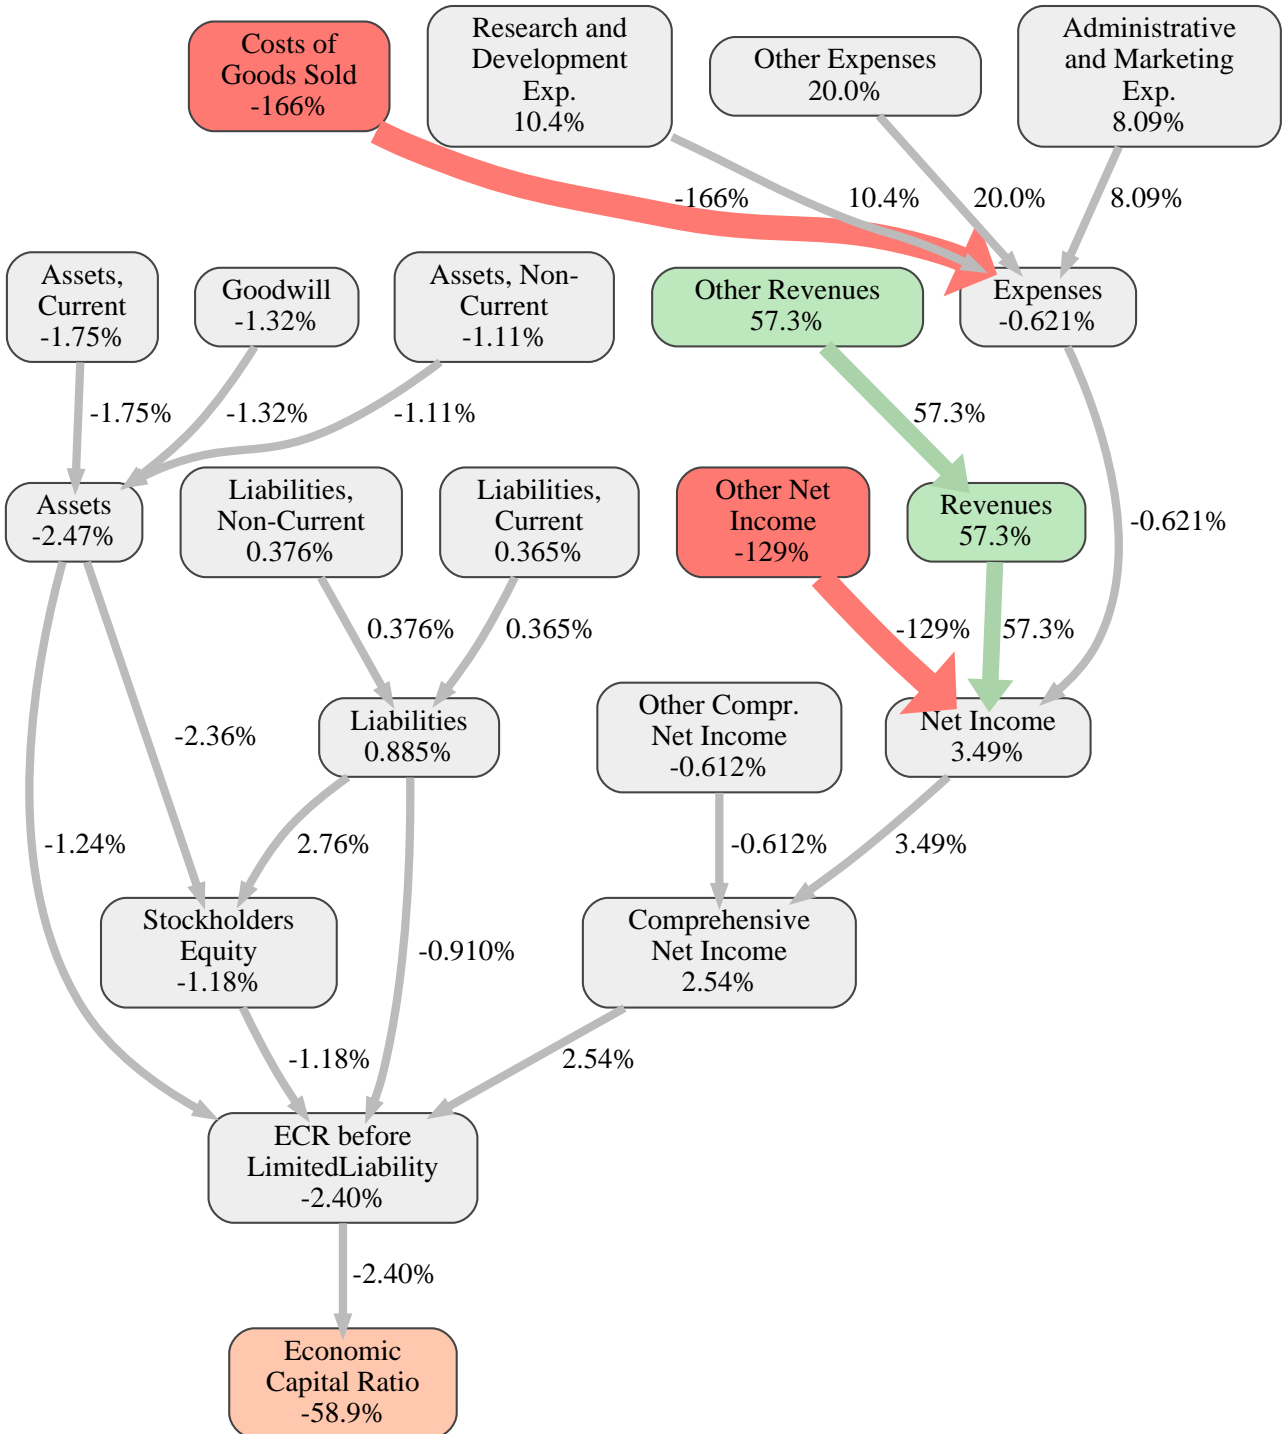 Costs of
Goods Sold
-166%
Research and
Development
Exp.
10.4%
Other Expenses
20.0%
Administrative
and Marketing
Exp.
8.09%
-166%
10.4%
20.0%
8.09%
Assets,
Current
-1.75%
Goodwill
-1.32%
Assets, Non-
Current
-1.11%
Other Revenues
57.3%
Expenses
-0.621%
-1.75%
-1.32%
-1.11%
57.3%
-0.621%
Assets
-2.47%
Liabilities,
Non-Current
0.376%
Liabilities,
Current
0.365%
Other Net
Income
-129%
Revenues
57.3%
0.376%
0.365%
-129%
57.3%
-2.36%
Liabilities
0.885%
Other Compr.
Net Income
-0.612%
Net Income
3.49%
-1.24%
2.76%
-0.612%
3.49%
Stockholders
Equity
-1.18%
-0.910%
Comprehensive
Net Income
2.54%
-1.18%
2.54%
ECR before
LimitedLiability
-2.40%
-2.40%
Economic
Capital Ratio
-58.9%